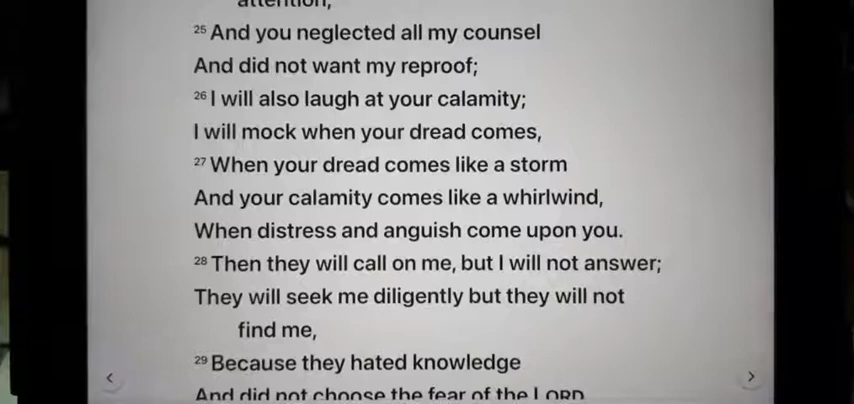 attention,
25 And you neglected all my counsel
And did not want my reproof;
26 I will also laugh at your calamity;
I will mock when your dread comes,
27 When your dread comes like a storm
And your calamity comes like a whirlwind,
When distress and anguish come upon you.
28 Then they will call on me, but I will not answer;
They will seek me diligently but they will not
find me,
29 Because they hated knowledge
And did not choose the fear of the LORD